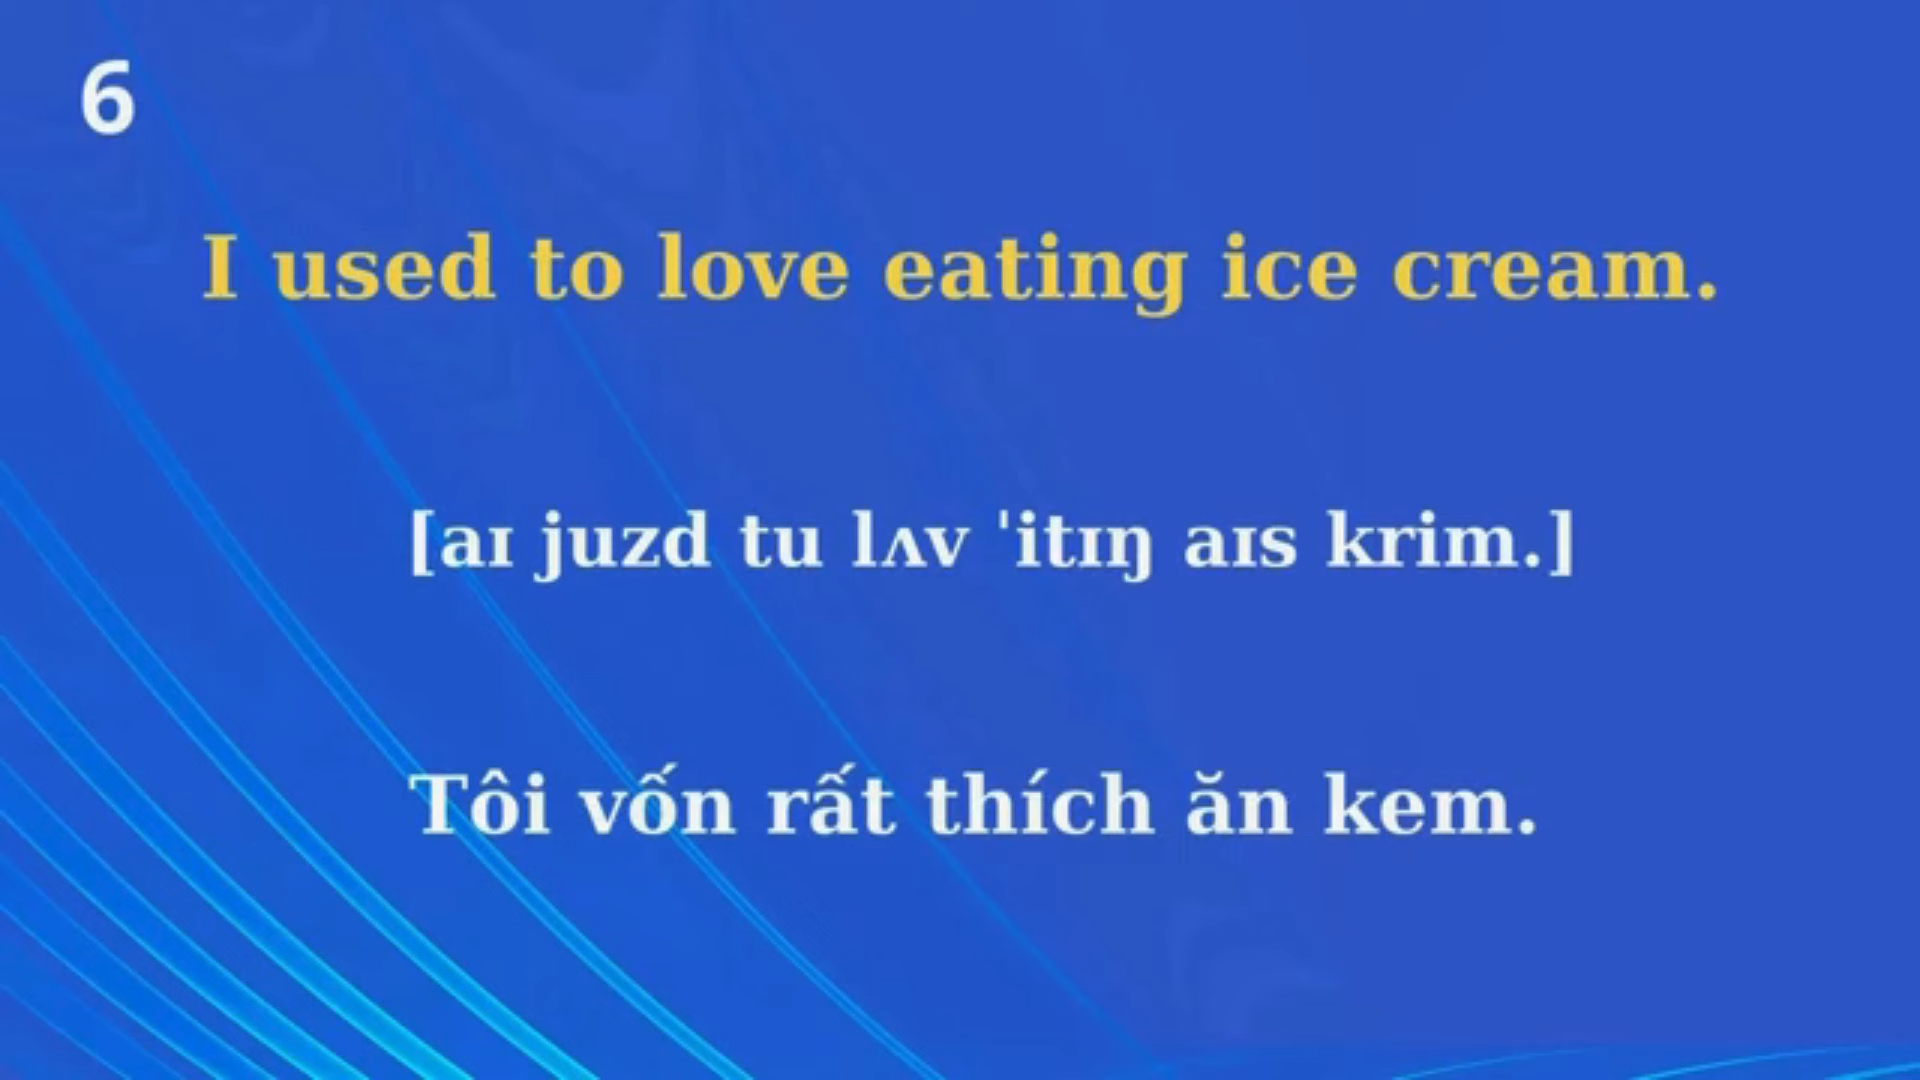 6
I used to love eating ice cream.
[aɪ juzd tu lʌv ˈitɪŋ aɪs krim.]
Tôi vốn rất thích ăn kem.